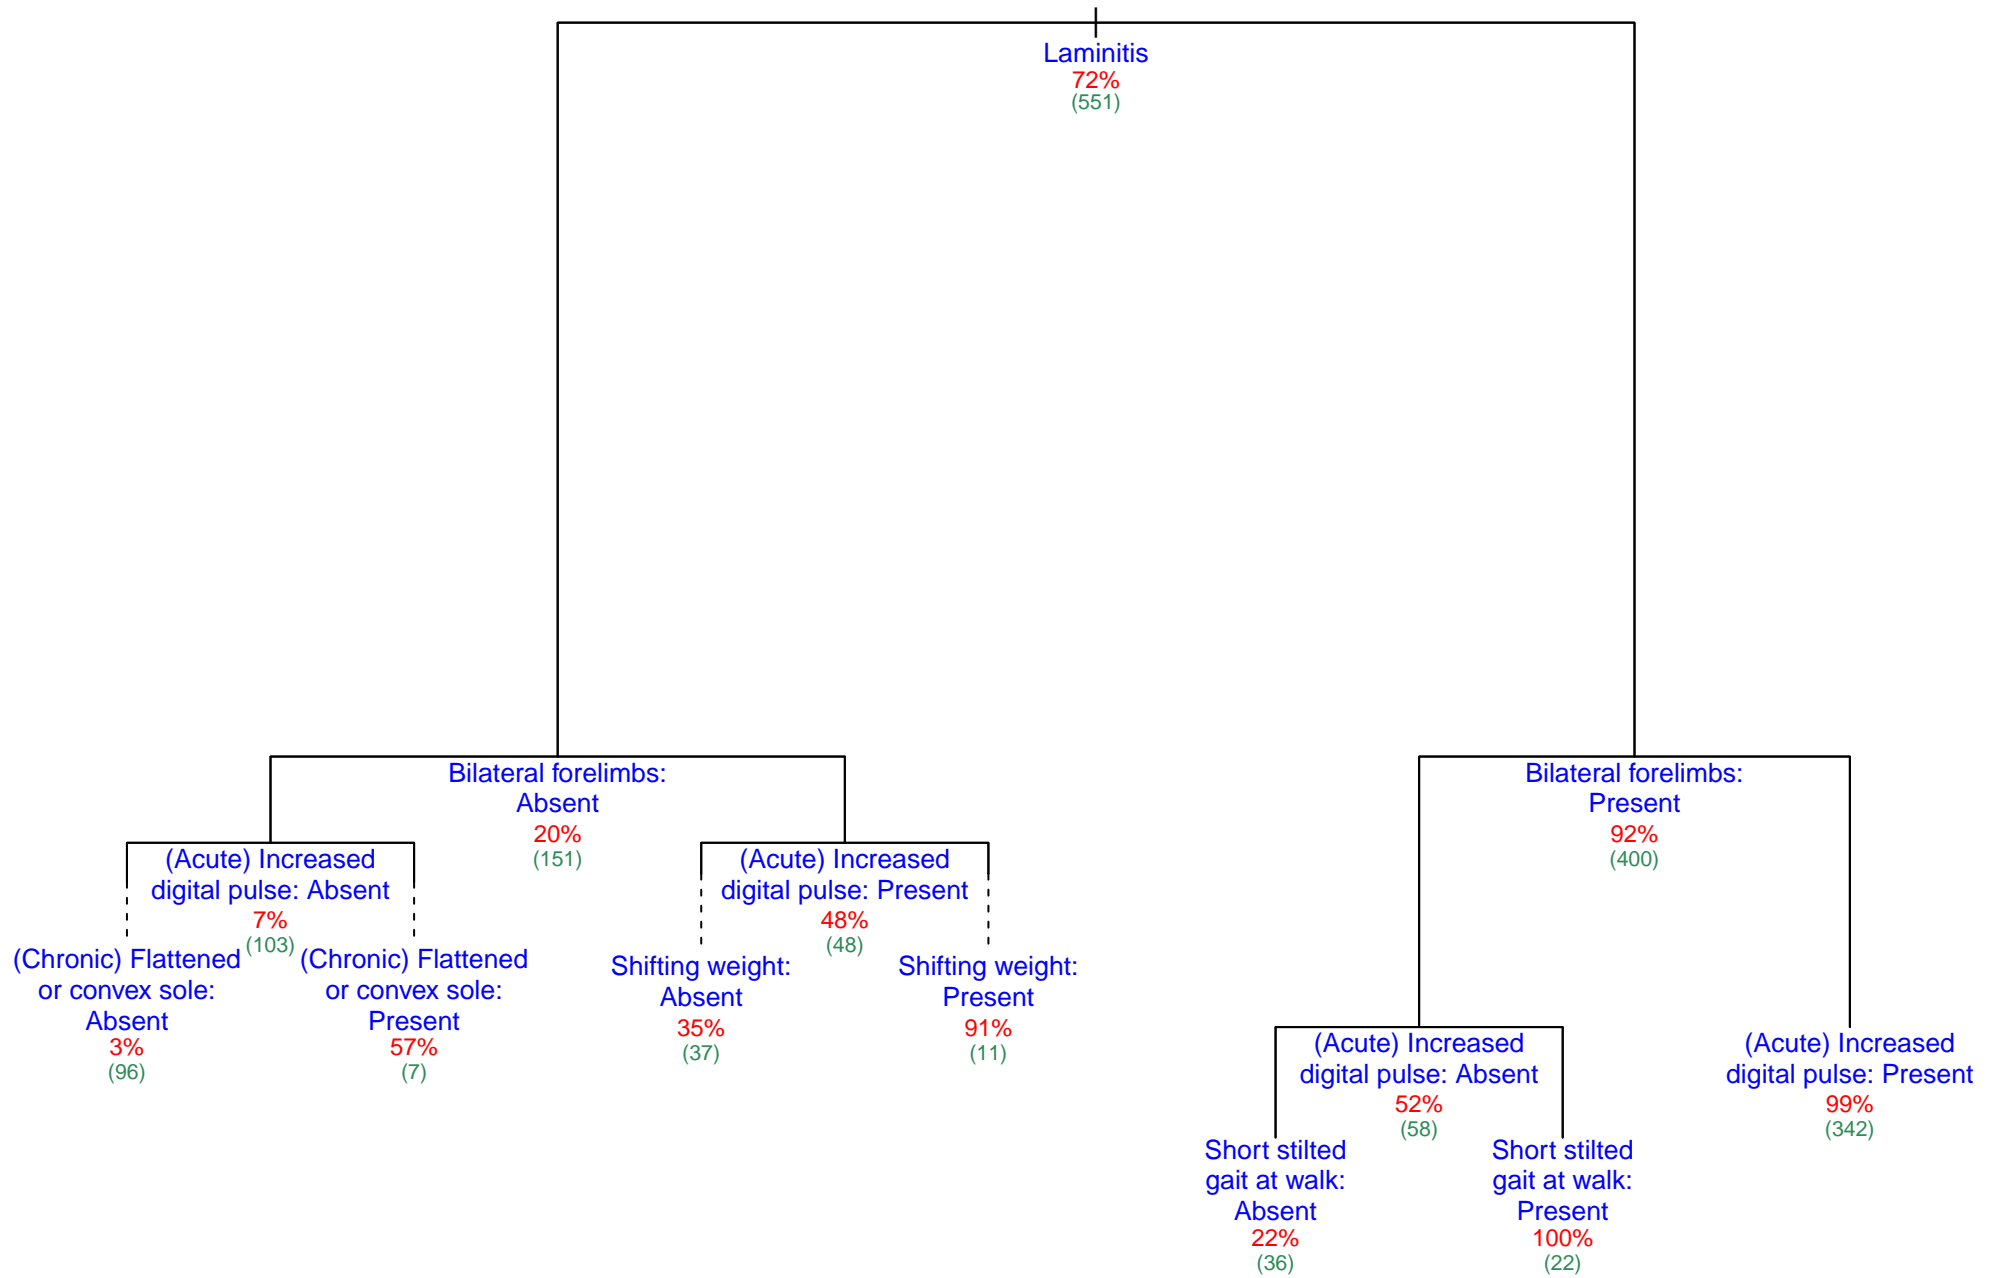 Laminitis
72%
(551)
Bilateral forelimbs:
Absent
20%
(151)
Bilateral forelimbs:
Present
92%
(400)
(Acute) Increased
digital pulse: Absent
7%
(103)
(Acute) Increased
digital pulse: Present
48%
(48)
(Chronic) Flattened
or convex sole:
Absent
3%
(96)
(Chronic) Flattened
or convex sole:
Present
57%
(7)
Shifting weight:
Absent
35%
(37)
Shifting weight:
Present
91%
(11)
(Acute) Increased
digital pulse: Absent
52%
(58)
(Acute) Increased
digital pulse: Present
99%
(342)
Short stilted
gait at walk:
Absent
22%
(36)
Short stilted
gait at walk:
Present
100%
(22)